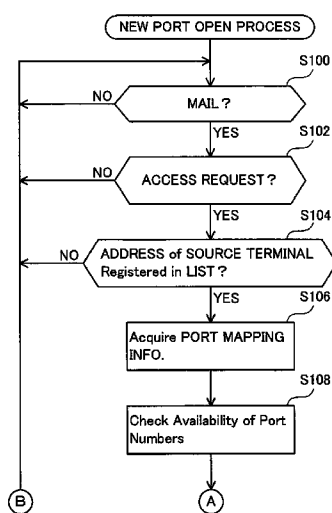 NEW PORT OPEN PROCESS
S100
NO
MAIL?
YES
S102
NO
ACCESS REQUEST?
YES
S104
NO
ADDRESS of SOURCE TERMINAL
Registered in LIST?
YES
S106
Acquire PORT MAPPING
INFO.
S108
Check Availability of Port
Numbers
B
A